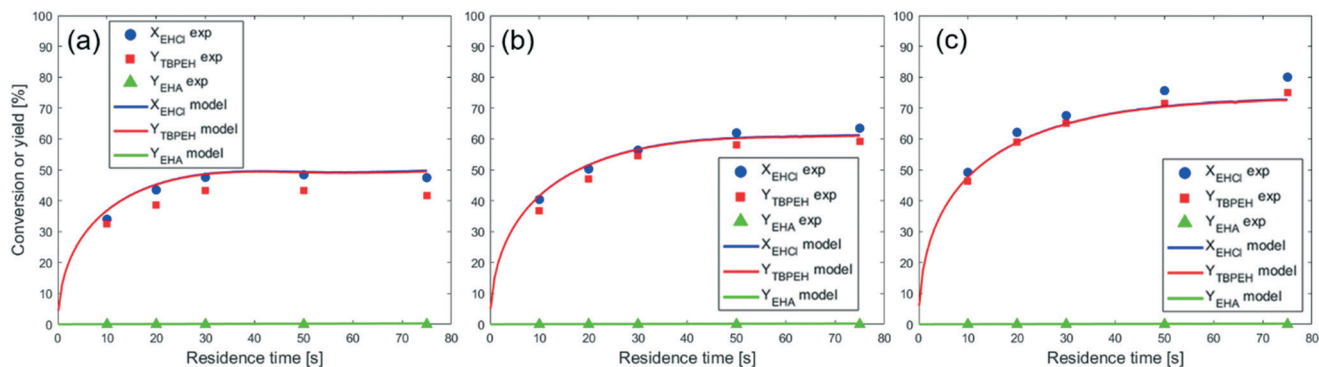 (a)
Conversion or yield [%]
100
90
80
70
60
50
40
30
20
10
0
X_EHCl exp
Y_TBPEH exp
Y_EHA exp
X_EHCl model
Y_TBPEH model
Y_EHA model
0 10 20 30 40 50 60 70 80
Residence time [s]
(b)
100
90
80
70
60
50
40
30
20
10
0
X_EHCl exp
Y_TBPEH exp
Y_EHA exp
X_EHCl model
Y_TBPEH model
Y_EHA model
0 10 20 30 40 50 60 70 80
Residence time [s]
(c)
100
90
80
70
60
50
40
30
20
10
0
X_EHCl exp
Y_TBPEH exp
Y_EHA exp
X_EHCl model
Y_TBPEH model
Y_EHA model
0 10 20 30 40 50 60 70 80
Residence time [s]